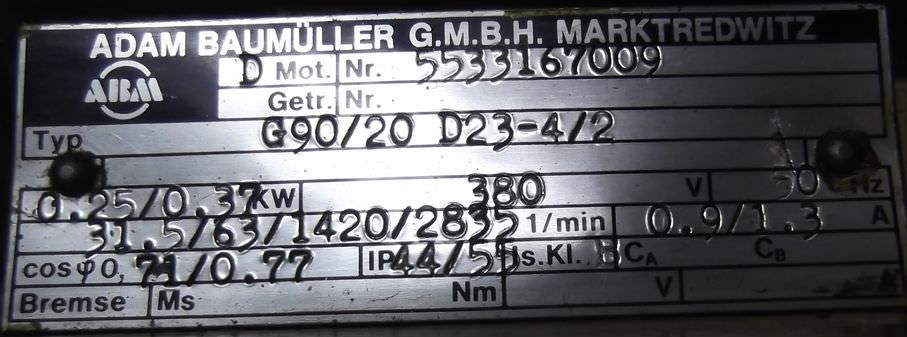 ADAM BAUMÜLLER G.M.B.H. MARKTREDWITZ
ABM
D Mot. Nr. 5533167009
Getr. Nr.
Typ G90/20 D23-4/2
0.25/0.37 kW 380 V 50 Hz
31.5/63/1420/2835 1/min 0.9/1.3 A
cos φ 0,71/0.77 IP 44/55 Is.Kl. B CA CB
Bremse Ms Nm V A